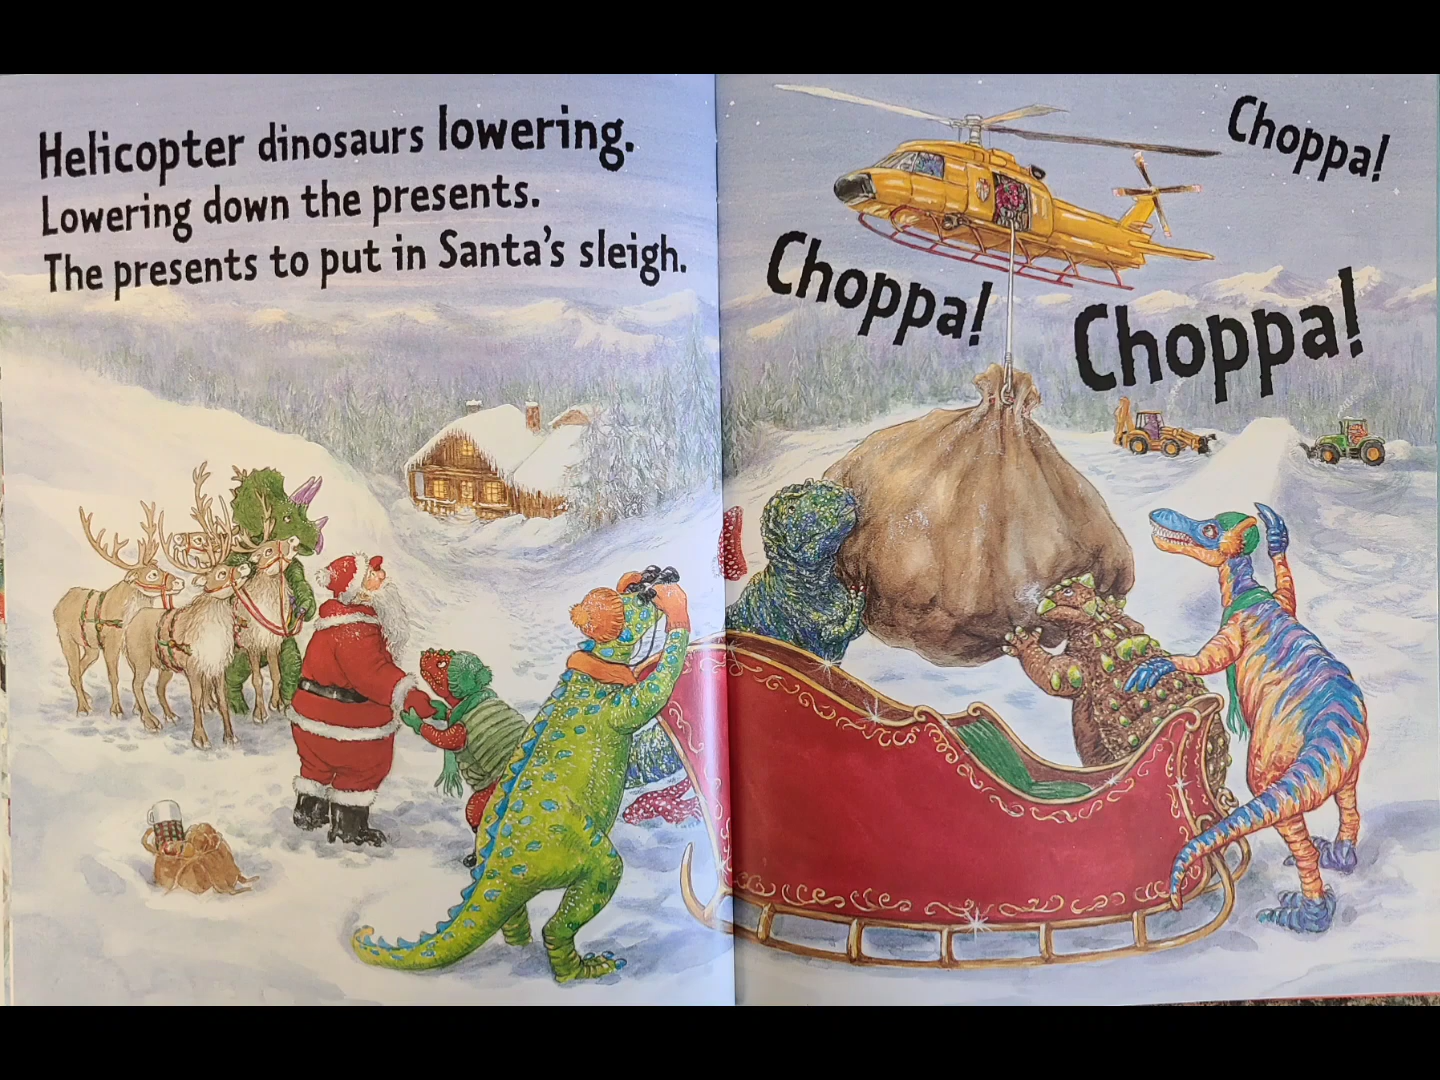 Helicopter dinosaurs lowering.
Lowering down the presents.
The presents to put in Santa's sleigh.
Choppa!
Choppa!
Choppa!